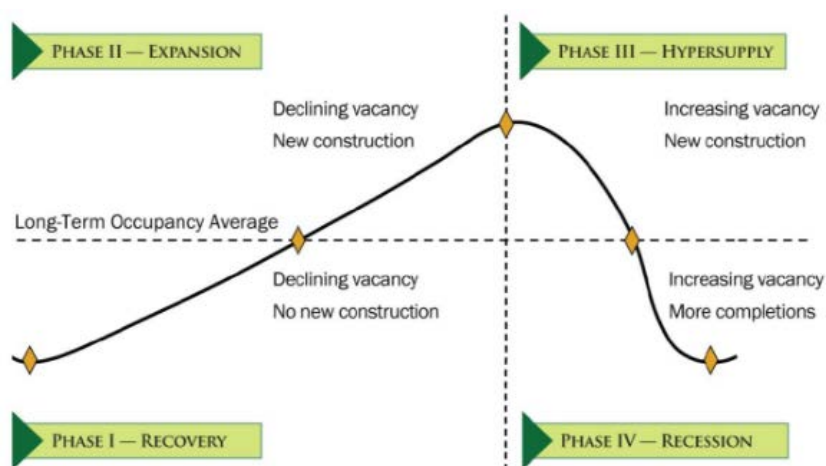 PHASE II — EXPANSION
PHASE III — HYPERSUPPLY
Declining vacancy
New construction
Increasing vacancy
New construction
Long-Term Occupancy Average
Declining vacancy
No new construction
Increasing vacancy
More completions
PHASE I — RECOVERY
PHASE IV — RECESSION